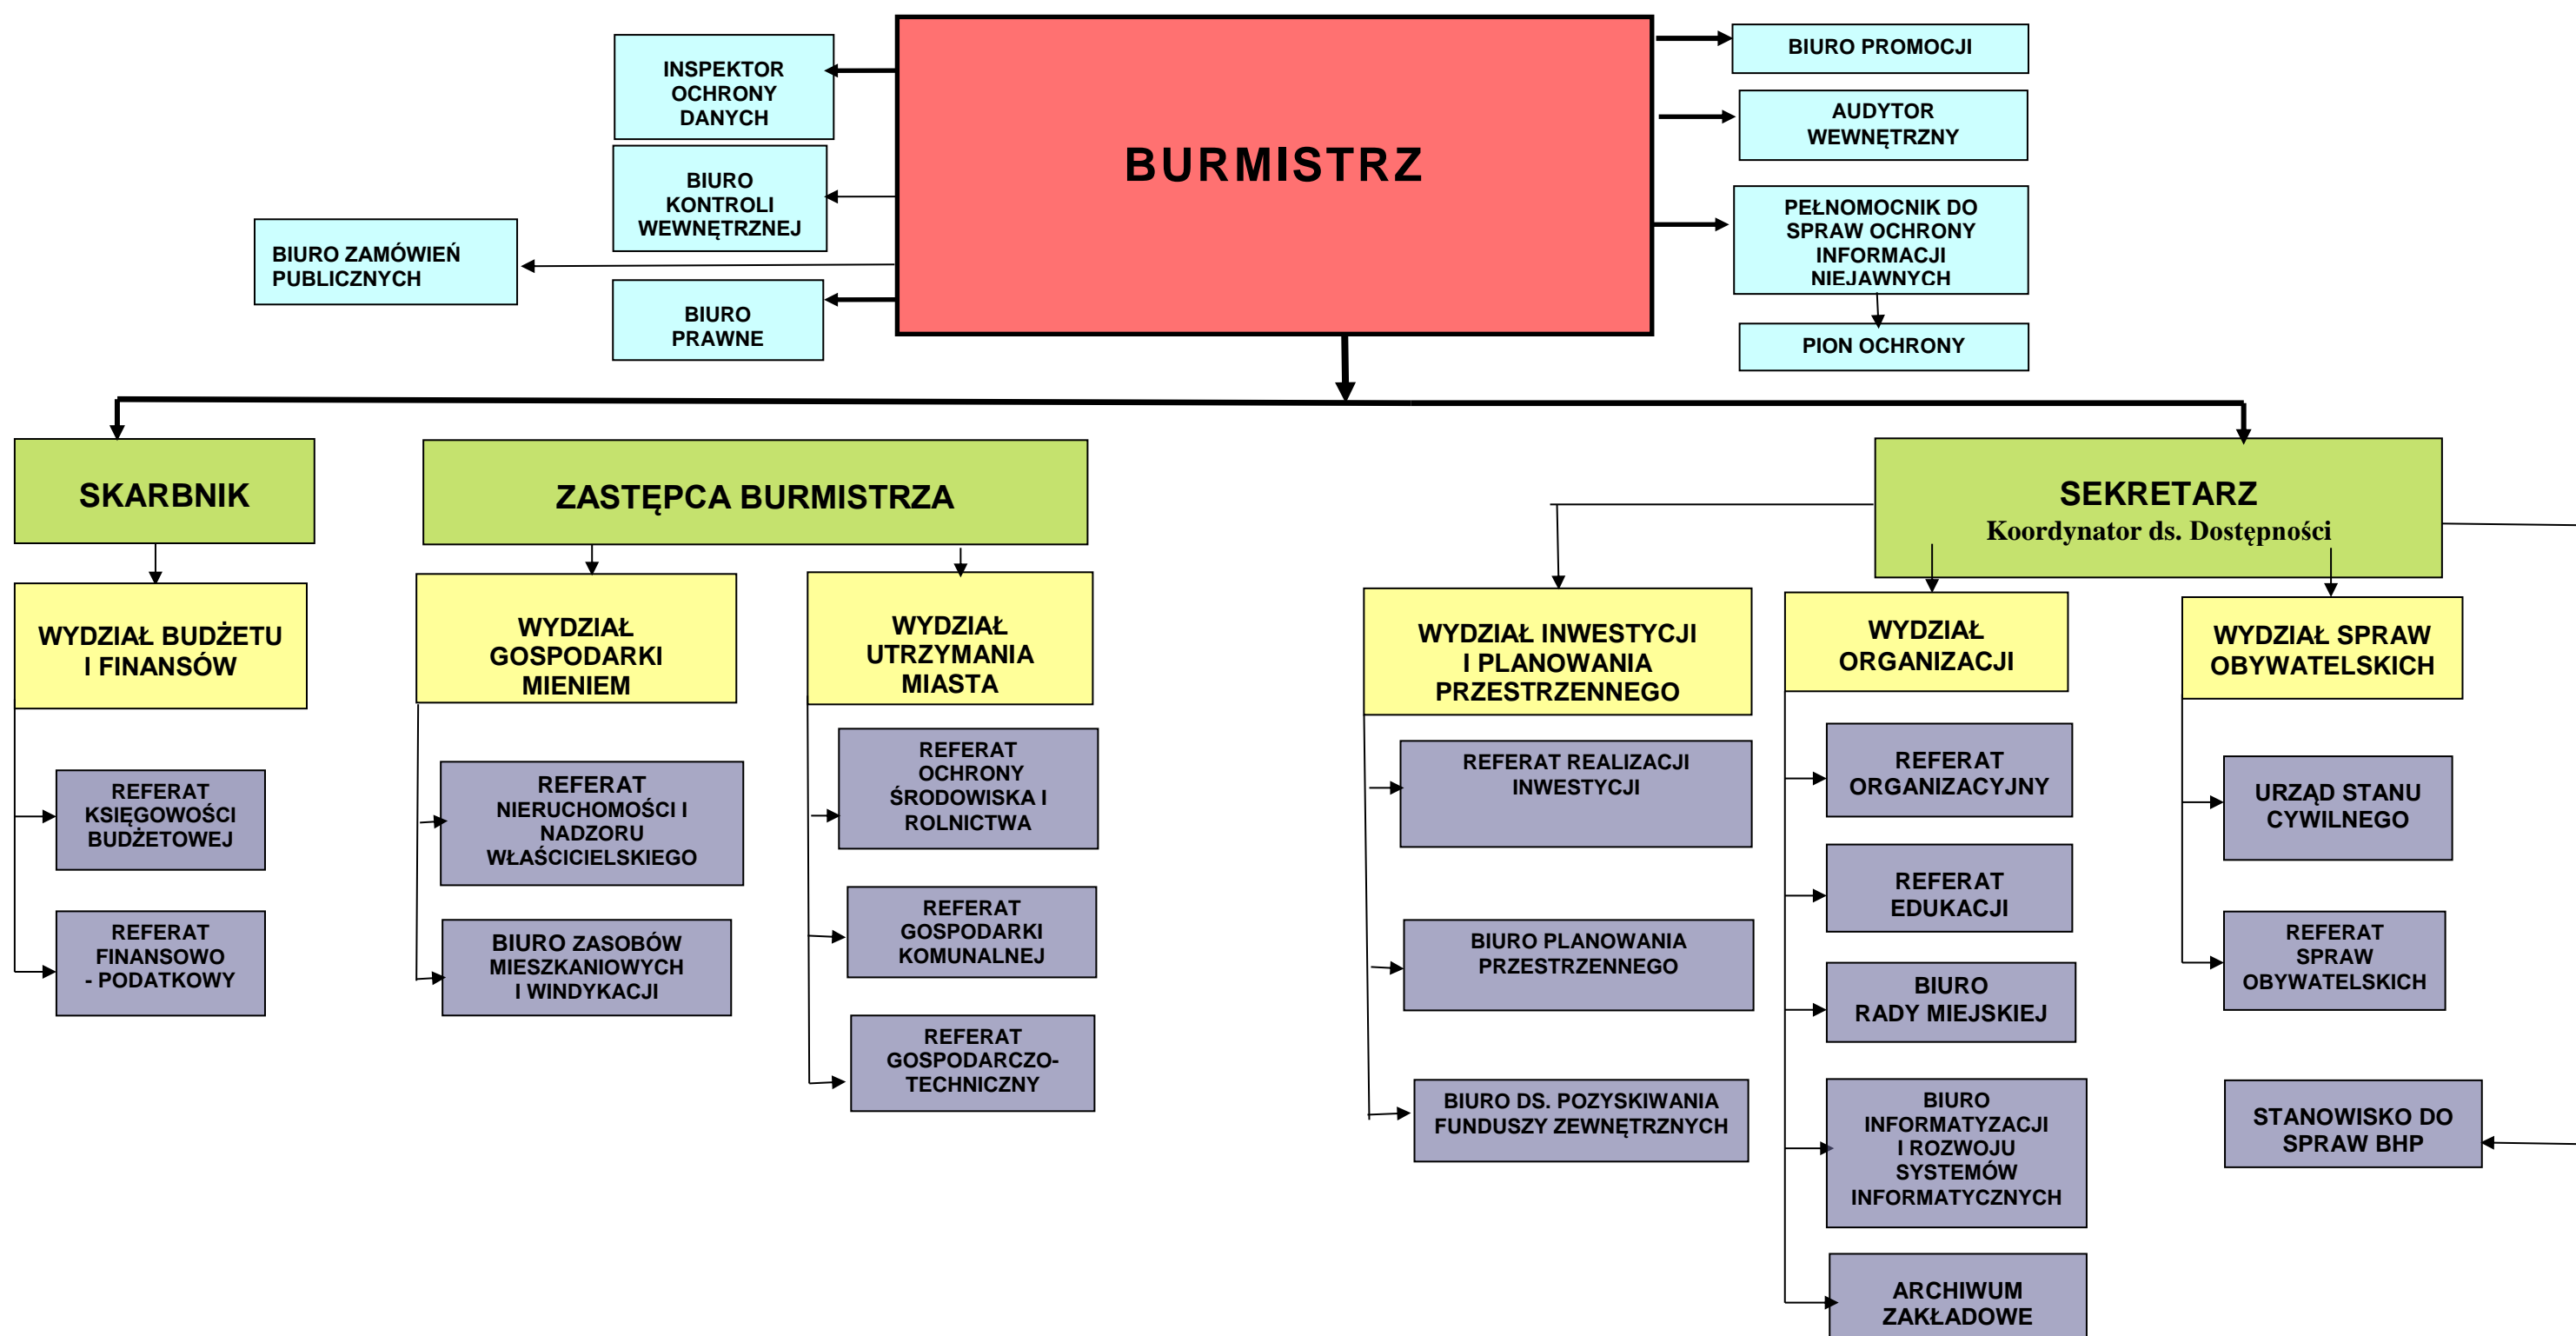 BURMISTRZ
INSPEKTOR
OCHRONY
DANYCH
BIURO
KONTROLI
WEWNĘTRZNEJ
BIURO ZAMÓWIEŃ
PUBLICZNYCH
BIURO
PRAWNE
BIURO PROMOCJI
AUDYTOR
WEWNĘTRZNY
PEŁNOMOCNIK DO
SPRAW OCHRONY
INFORMACJI
NIEJAWNYCH
PION OCHRONY
SKARBNIK
WYDZIAŁ BUDŻETU
I FINANSÓW
REFERAT
KSIĘGOWOŚCI
BUDŻETOWEJ
REFERAT
FINANSOWO
- PODATKOWY
ZASTĘPCA BURMISTRZA
WYDZIAŁ
GOSPODARKI
MIENIEM
REFERAT
NIERUCHOMOŚCI I
NADZORU
WŁAŚCICIELSKIEGO
BIURO ZASOBÓW
MIESZKANIOWYCH
I WINDYKACJI
WYDZIAŁ
UTRZYMANIA
MIASTA
REFERAT
OCHRONY
ŚRODOWISKA I
ROLNICTWA
REFERAT
GOSPODARKI
KOMUNALNEJ
REFERAT
GOSPODARCZO-
TECHNICZNY
SEKRETARZ
Koordynator ds. Dostępności
WYDZIAŁ INWESTYCJI
I PLANOWANIA
PRZESTRZENNEGO
REFERAT REALIZACJI
INWESTYCJI
BIURO PLANOWANIA
PRZESTRZENNEGO
BIURO DS. POZYSKIWANIA
FUNDUSZY ZEWNĘTRZNYCH
WYDZIAŁ
ORGANIZACJI
REFERAT
ORGANIZACYJNY
REFERAT
EDUKACJI
BIURO
RADY MIEJSKIEJ
BIURO
INFORMATYZACJI
I ROZWOJU
SYSTEMÓW
INFORMATYCZNYCH
ARCHIWUM
ZAKŁADOWE
WYDZIAŁ SPRAW
OBYWATELSKICH
URZĄD STANU
CYWILNEGO
REFERAT
SPRAW
OBYWATELSKICH
STANOWISKO DO
SPRAW BHP